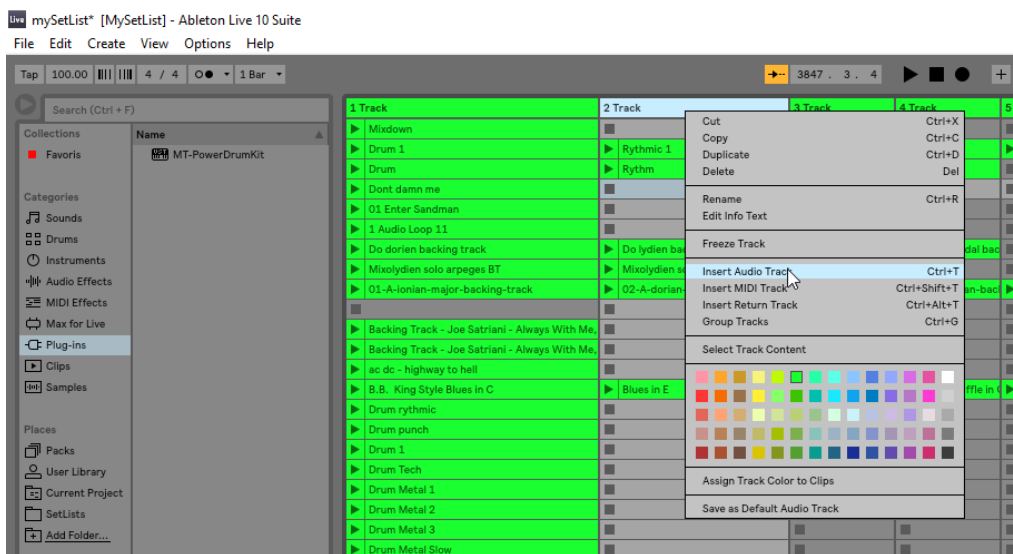 Live mySetList* [MySetList] - Ableton Live 10 Suite
File Edit Create View Options Help
Tap 100.00 4 / 4 1 Bar 3847 . 3 . 4
Search (Ctrl + F)
Collections
Favoris
Categories
Sounds
Drums
Instruments
Audio Effects
MIDI Effects
Max for Live
Plug-ins
Clips
Samples
Places
Packs
User Library
Current Project
SetLists
Add Folder...
Name
MT-PowerDrumKit
1 Track
Mixdown
Drum 1
Drum
Dont damn me
01 Enter Sandman
1 Audio Loop 11
Do dorien backing track
Mixolydien solo arpeges BT
01-A-ionian-major-backing-track
Backing Track - Joe Satriani - Always With Me,
Backing Track - Joe Satriani - Always With Me,
ac dc - highway to hell
B.B. King Style Blues in C
Drum rythmic
Drum punch
Drum 1
Drum Tech
Drum Metal 1
Drum Metal 2
Drum Metal 3
Drum Metal Slow
2 Track
Rythmic 1
Rythm
Do lydien
Mixolydien
02-A-dorian-
Blues in E
3 Track
4 Track
5
Cut Ctrl+X
Copy Ctrl+C
Duplicate Ctrl+D
Delete Del
Rename Ctrl+R
Edit Info Text
Freeze Track
Insert Audio Track Ctrl+T
Insert MIDI Track Ctrl+Shift+T
Insert Return Track Ctrl+Alt+T
Group Tracks Ctrl+G
Select Track Content
Assign Track Color to Clips
Save as Default Audio Track